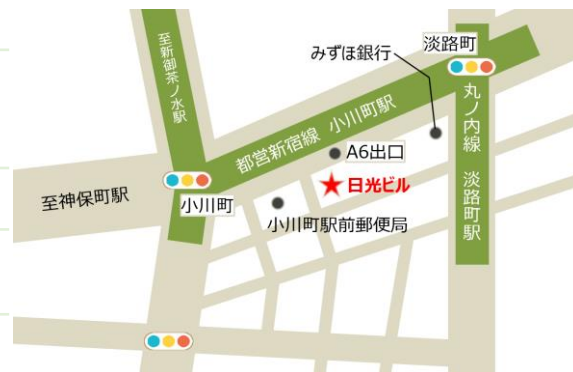 至新御茶ノ水駅
みずほ銀行
淡路町
都営新宿線 小川町駅
丸ノ内線 淡路町駅
A6出口
日光ビル
至神保町駅
小川町
小川町駅前郵便局